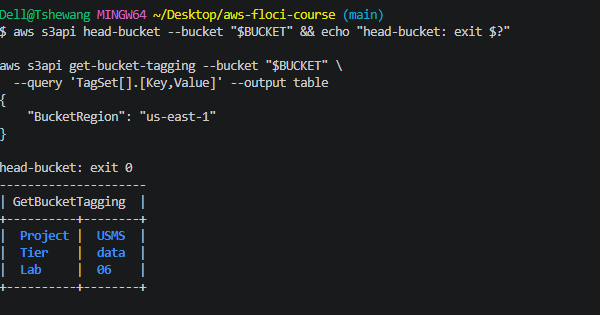 Dell@Tshewang MINGW64 ~/Desktop/aws-floci-course (main)
$ aws s3api head-bucket --bucket "$BUCKET" && echo "head-bucket: exit $?"

aws s3api get-bucket-tagging --bucket "$BUCKET" \
  --query 'TagSet[].[Key,Value]' --output table
{
    "BucketRegion": "us-east-1"
}

head-bucket: exit 0
---------------------
| GetBucketTagging  |
+----------+--------+
|  Project |  USMS  |
|  Tier    |  data  |
|  Lab     |  06    |
+----------+--------+